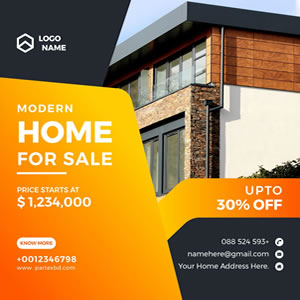 LOGO
NAME
MODERN
HOME
FOR SALE
PRICE STARTS AT
$ 1,234,000
UPTO
30% OFF
KNOW MORE
+0012346798
www.panexbd.com
088 524 593+
namehere@gmail.com
Your Home Address Here.